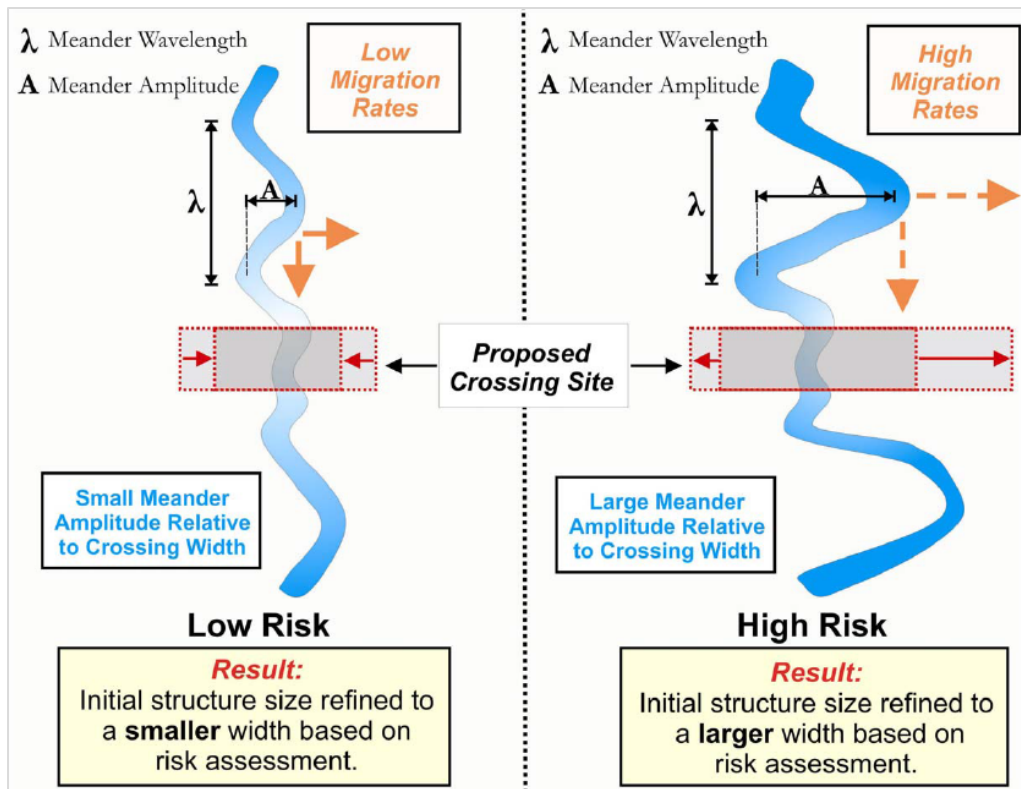 λ Meander Wavelength
A Meander Amplitude
Low
Migration
Rates
A
λ
Small Meander
Amplitude Relative
to Crossing Width
Low Risk
Result:
Initial structure size refined to
a smaller width based on
risk assessment.
Proposed
Crossing Site
λ Meander Wavelength
A Meander Amplitude
High
Migration
Rates
A
λ
Large Meander
Amplitude Relative
to Crossing Width
High Risk
Result:
Initial structure size refined to
a larger width based on
risk assessment.